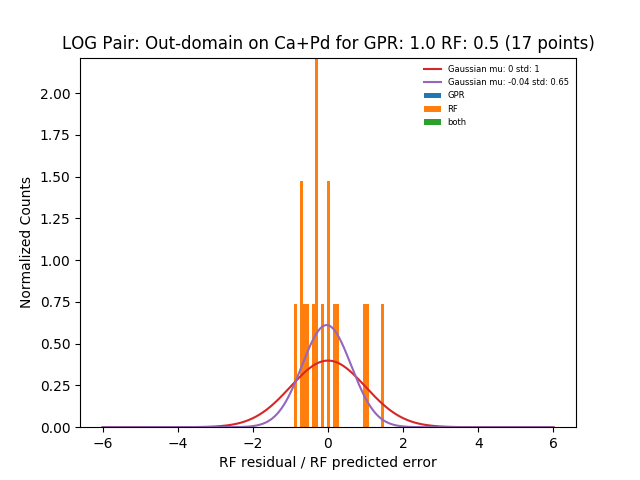 LOG Pair: Out-domain on Ca+Pd for GPR: 1.0 RF: 0.5 (17 points)
Gaussian mu: 0 std: 1
Gaussian mu: -0.04 std: 0.65
GPR
RF
both
Normalized Counts
2.00
1.75
1.50
1.25
1.00
0.75
0.50
0.25
0.00
−6 −4 −2 0 2 4 6
RF residual / RF predicted error